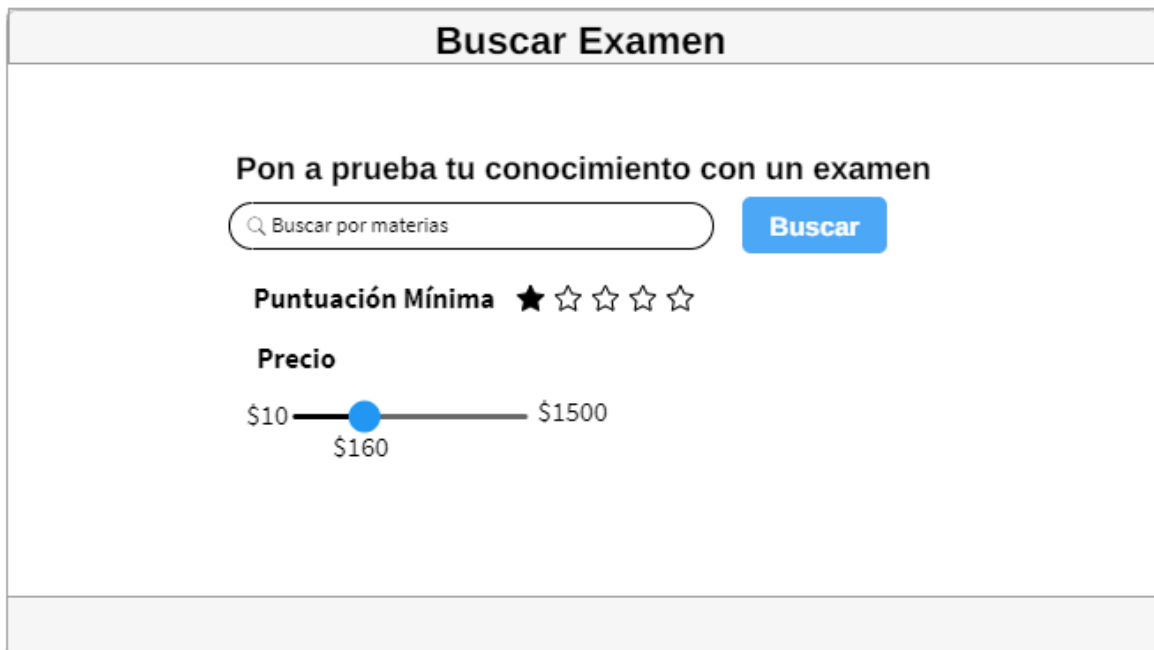 Buscar Examen
Pon a prueba tu conocimiento con un examen
Buscar por materias
Buscar
Puntuación Mínima
Precio
$10
$1500
$160